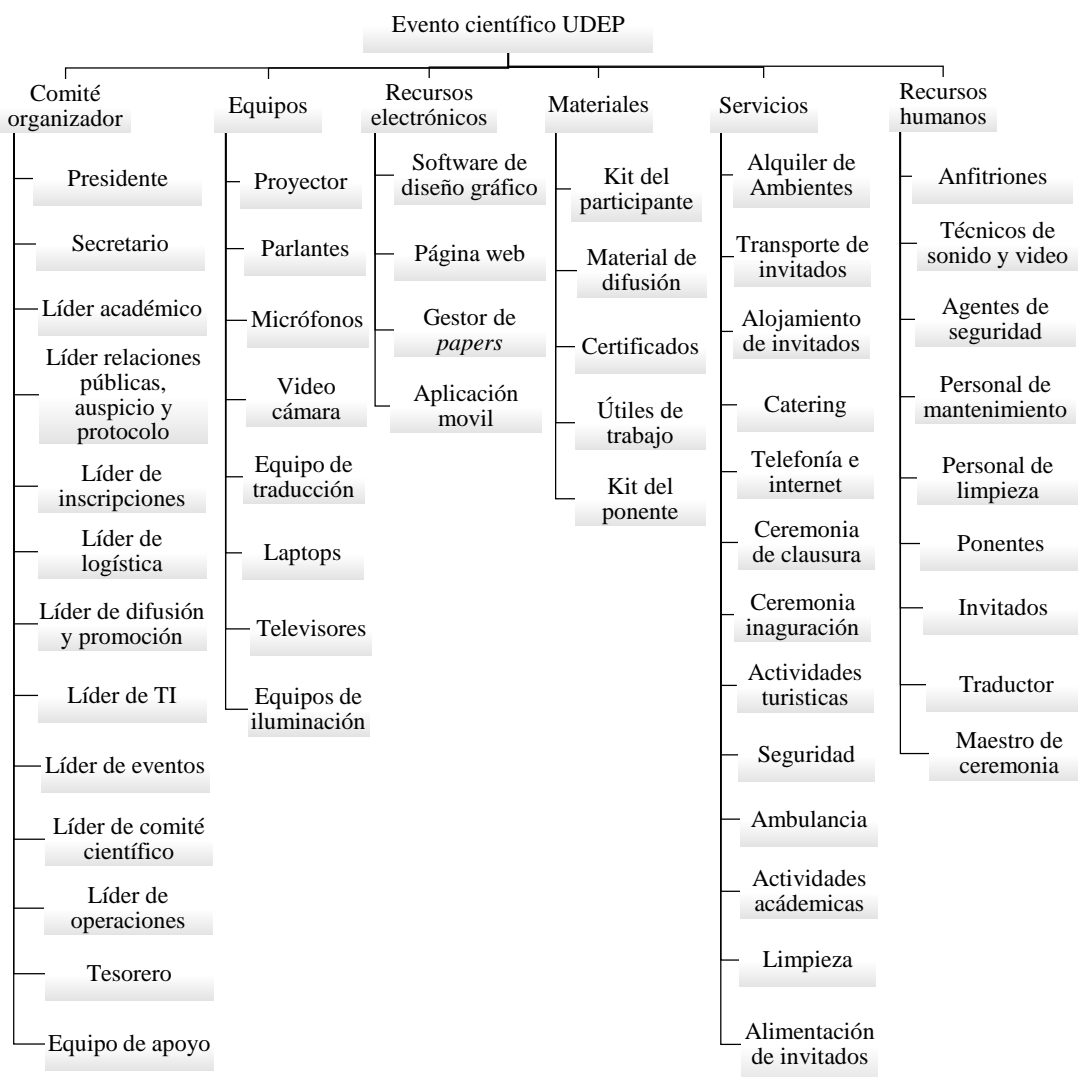 Evento científico UDEP
Comité
organizador
Presidente
Secretario
Líder académico
Líder relaciones
públicas,
auspicio y
protocolo
Líder de
inscripciones
Líder de
logística
Líder de difusión
y promoción
Líder de TI
Líder de eventos
Líder de comité
científico
Líder de
operaciones
Tesorero
Equipo de apoyo
Equipos
Proyector
Parlantes
Micrófonos
Video
cámara
Equipo de
traducción
Laptops
Televisores
Equipos de
iluminación
Recursos
electrónicos
Software de
diseño gráfico
Página web
Gestor de
papers
Aplicación
movil
Materiales
Kit del
participante
Material de
difusión
Certificados
Útiles de
trabajo
Kit del
ponente
Servicios
Alquiler de
Ambientes
Transporte de
invitados
Alojamiento
de invitados
Catering
Telefonía e
internet
Ceremonia
de clausura
Ceremonia
inaguración
Actividades
turisticas
Seguridad
Ambulancia
Actividades
acádemicas
Limpieza
Alimentación
de invitados
Recursos
humanos
Anfitriones
Técnicos de
sonido y video
Agentes de
seguridad
Personal de
mantenimiento
Personal de
limpieza
Ponentes
Invitados
Traductor
Maestro de
ceremonia